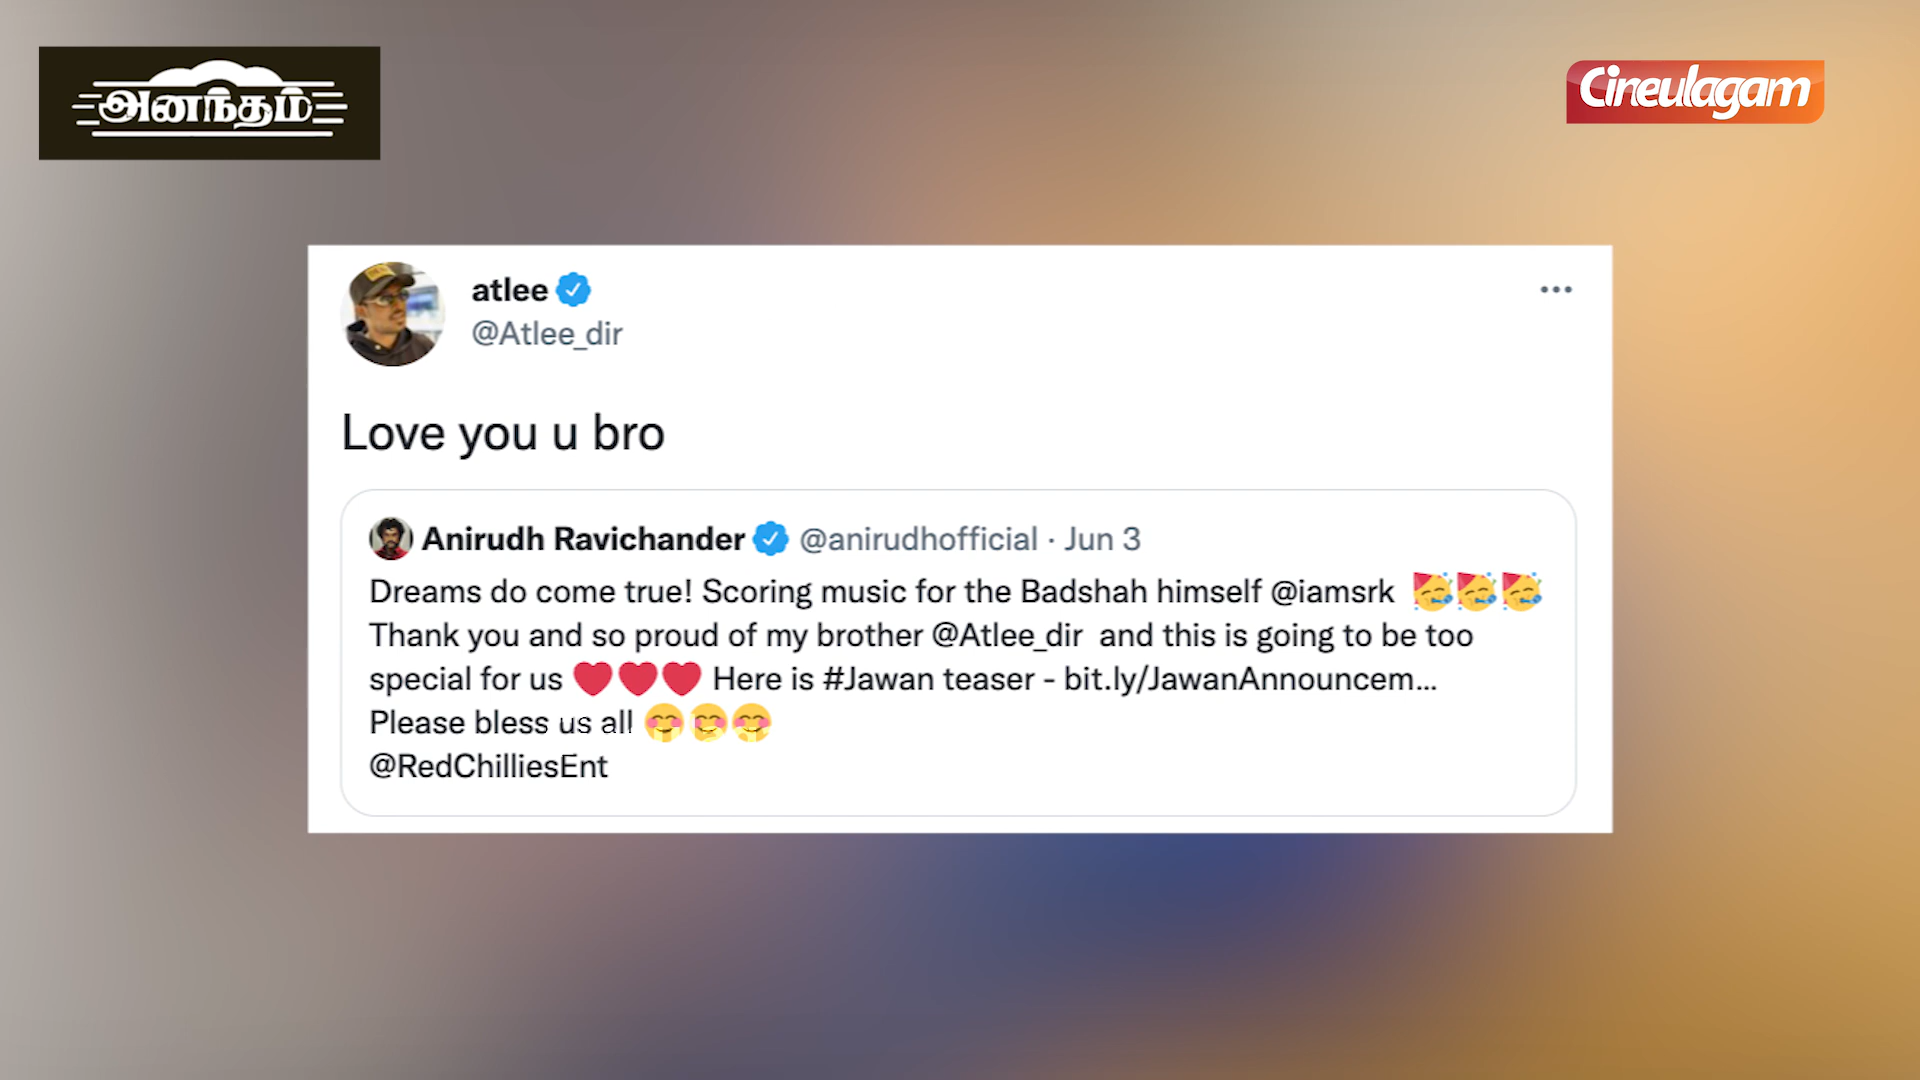 அனந்தம்
Cineulagam
atlee
@Atlee_dir
Love you u bro
Anirudh Ravichander @anirudhofficial · Jun 3
Dreams do come true! Scoring music for the Badshah himself @iamsrk 🥳🥳🥳
Thank you and so proud of my brother @Atlee_dir and this is going to be too
special for us ❤️❤️❤️ Here is #Jawan teaser - bit.ly/JawanAnnouncem...
Please bless us all 🤗🤗🤗
@RedChilliesEnt